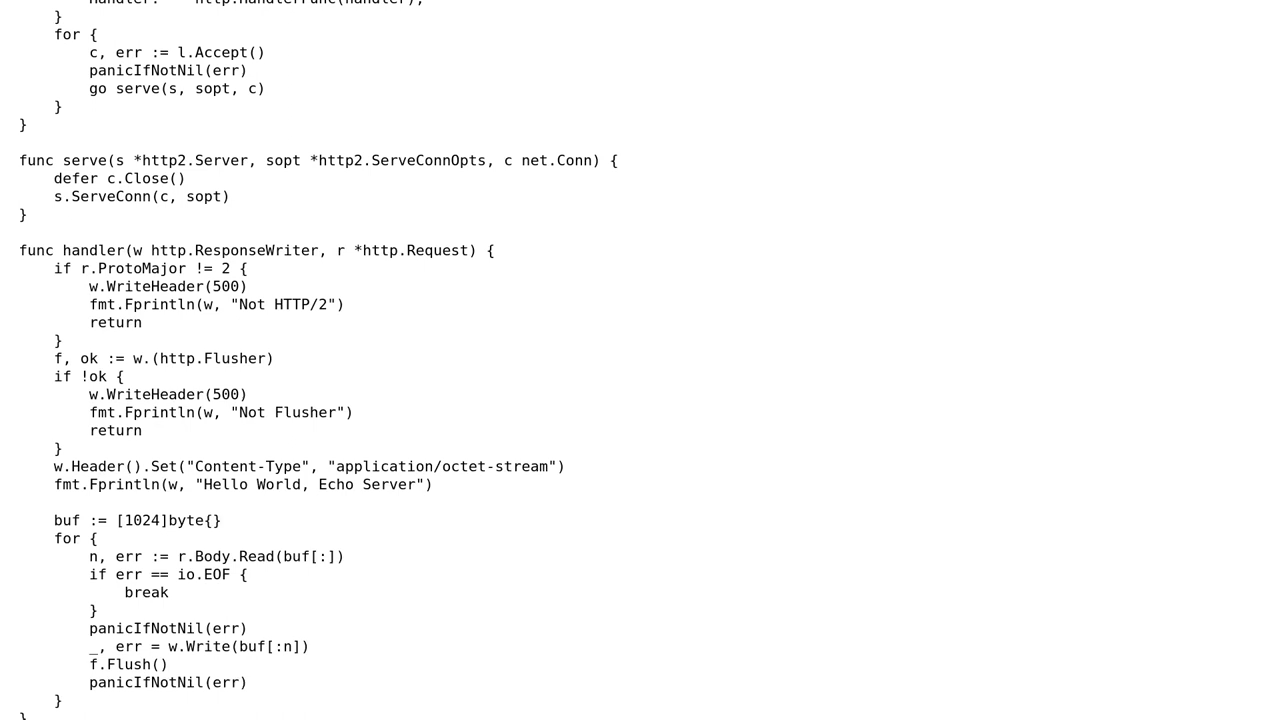 Handler:    http.HandlerFunc(handler),
    }
    for {
        c, err := l.Accept()
        panicIfNotNil(err)
        go serve(s, sopt, c)
    }
}

func serve(s *http2.Server, sopt *http2.ServeConnOpts, c net.Conn) {
    defer c.Close()
    s.ServeConn(c, sopt)
}

func handler(w http.ResponseWriter, r *http.Request) {
    if r.ProtoMajor != 2 {
        w.WriteHeader(500)
        fmt.Fprintln(w, "Not HTTP/2")
        return
    }
    f, ok := w.(http.Flusher)
    if !ok {
        w.WriteHeader(500)
        fmt.Fprintln(w, "Not Flusher")
        return
    }
    w.Header().Set("Content-Type", "application/octet-stream")
    fmt.Fprintln(w, "Hello World, Echo Server")

    buf := [1024]byte{}
    for {
        n, err := r.Body.Read(buf[:])
        if err == io.EOF {
            break
        }
        panicIfNotNil(err)
        _, err = w.Write(buf[:n])
        f.Flush()
        panicIfNotNil(err)
    }
}